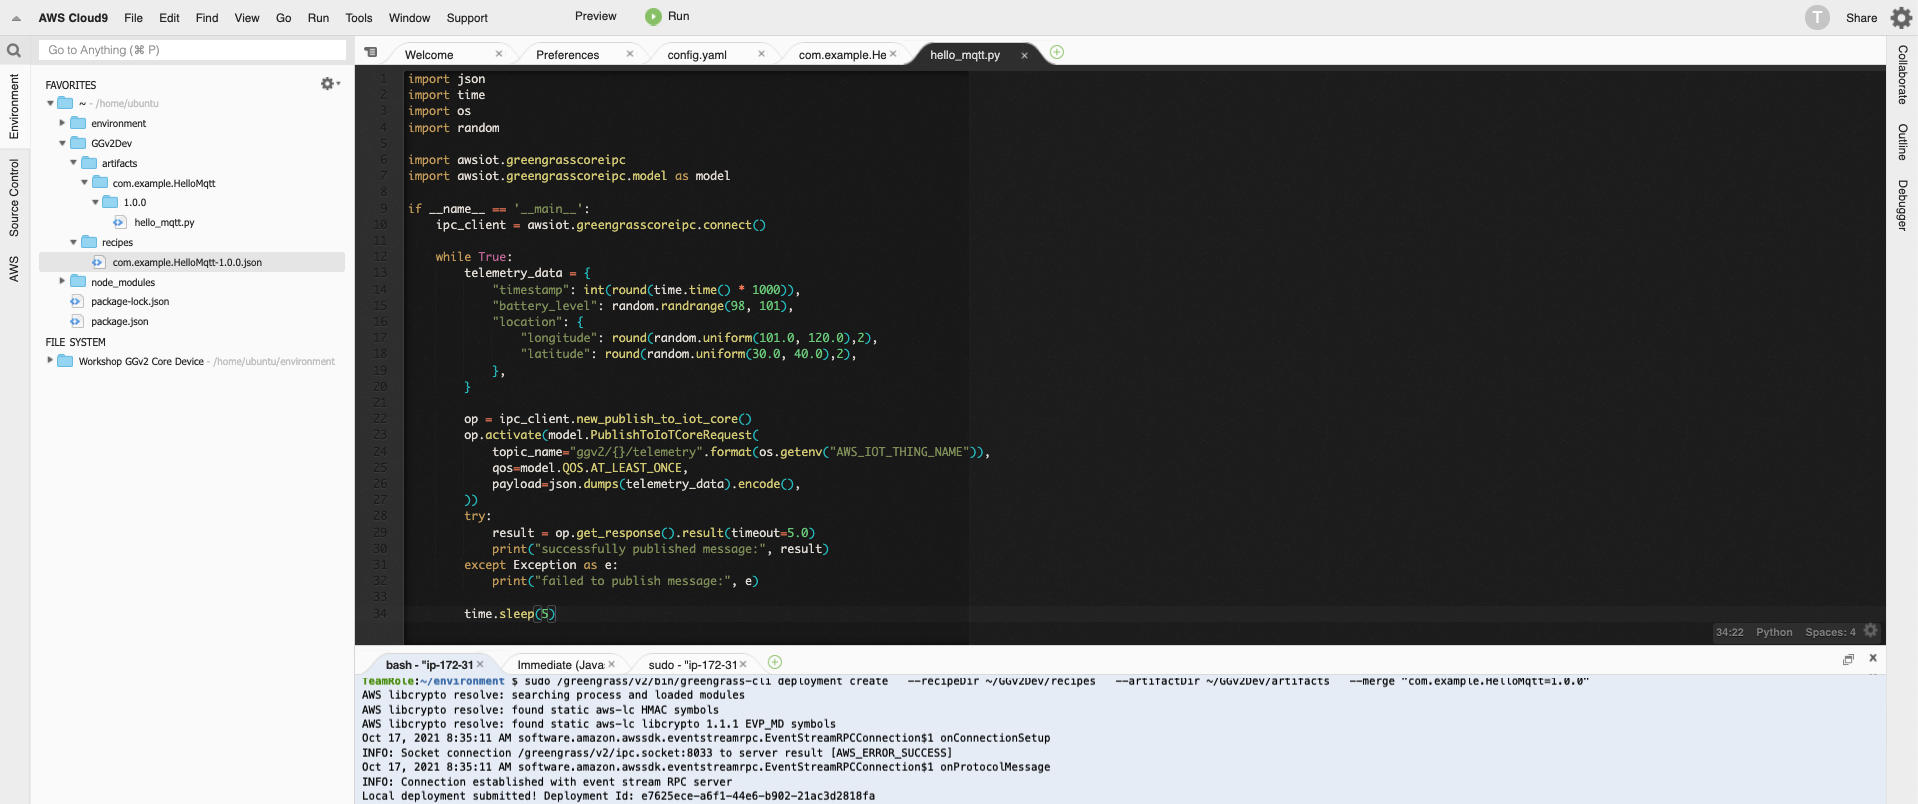 AWS Cloud9 File Edit Find View Go Run Tools Window Support Preview Run T Share
Go to Anything (⌘ P)
Environment
Source Control
AWS
FAVORITES
~ - /home/ubuntu
environment
GGv2Dev
artifacts
com.example.HelloMqtt
1.0.0
hello_mqtt.py
recipes
com.example.HelloMqtt-1.0.0.json
node_modules
package-lock.json
package.json
FILE SYSTEM
Workshop GGv2 Core Device - /home/ubuntu/environment
Welcome × Preferences × config.yaml × com.example.He × hello_mqtt.py ×
1 import json
2 import time
3 import os
4 import random
5
6 import awsiot.greengrasscoreipc
7 import awsiot.greengrasscoreipc.model as model
8
9 if __name__ == '__main__':
10 ipc_client = awsiot.greengrasscoreipc.connect()
11
12 while True:
13 telemetry_data = {
14 "timestamp": int(round(time.time() * 1000)),
15 "battery_level": random.randrange(98, 101),
16 "location": {
17 "longitude": round(random.uniform(101.0, 120.0),2),
18 "latitude": round(random.uniform(30.0, 40.0),2),
19 },
20 }
21
22 op = ipc_client.new_publish_to_iot_core()
23 op.activate(model.PublishToIoTCoreRequest(
24 topic_name="ggv2/{}/telemetry".format(os.getenv("AWS_IOT_THING_NAME")),
25 qos=model.QOS.AT_LEAST_ONCE,
26 payload=json.dumps(telemetry_data).encode(),
27 ))
28 try:
29 result = op.get_response().result(timeout=5.0)
30 print("successfully published message:", result)
31 except Exception as e:
32 print("failed to publish message:", e)
33
34 time.sleep(5)
34:22 Python Spaces: 4
Collaborate
Outline
Debugger
bash - "ip-172-31 × Immediate (Javas × sudo - "ip-172-31 ×
TeamRole:~/environment $ sudo /greengrass/v2/bin/greengrass-cli deployment create --recipeDir ~/GGv2Dev/recipes --artifactDir ~/GGv2Dev/artifacts --merge "com.example.HelloMqtt=1.0.0"
AWS libcrypto resolve: searching process and loaded modules
AWS libcrypto resolve: found static aws-lc HMAC symbols
AWS libcrypto resolve: found static aws-lc libcrypto 1.1.1 EVP_MD symbols
Oct 17, 2021 8:35:11 AM software.amazon.awssdk.eventstreamrpc.EventStreamRPCConnection$1 onConnectionSetup
INFO: Socket connection /greengrass/v2/ipc.socket:8033 to server result [AWS_ERROR_SUCCESS]
Oct 17, 2021 8:35:11 AM software.amazon.awssdk.eventstreamrpc.EventStreamRPCConnection$1 onProtocolMessage
INFO: Connection established with event stream RPC server
Local deployment submitted! Deployment Id: e7625ece-a6f1-44e6-b902-21ac3d2818fa